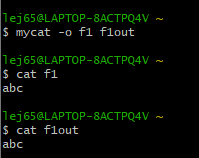 lej65@LAPTOP-8ACTPQ4V ~
$ mycat -o f1 f1out
lej65@LAPTOP-8ACTPQ4V ~
$ cat f1
abc
lej65@LAPTOP-8ACTPQ4V ~
$ cat f1out
abc